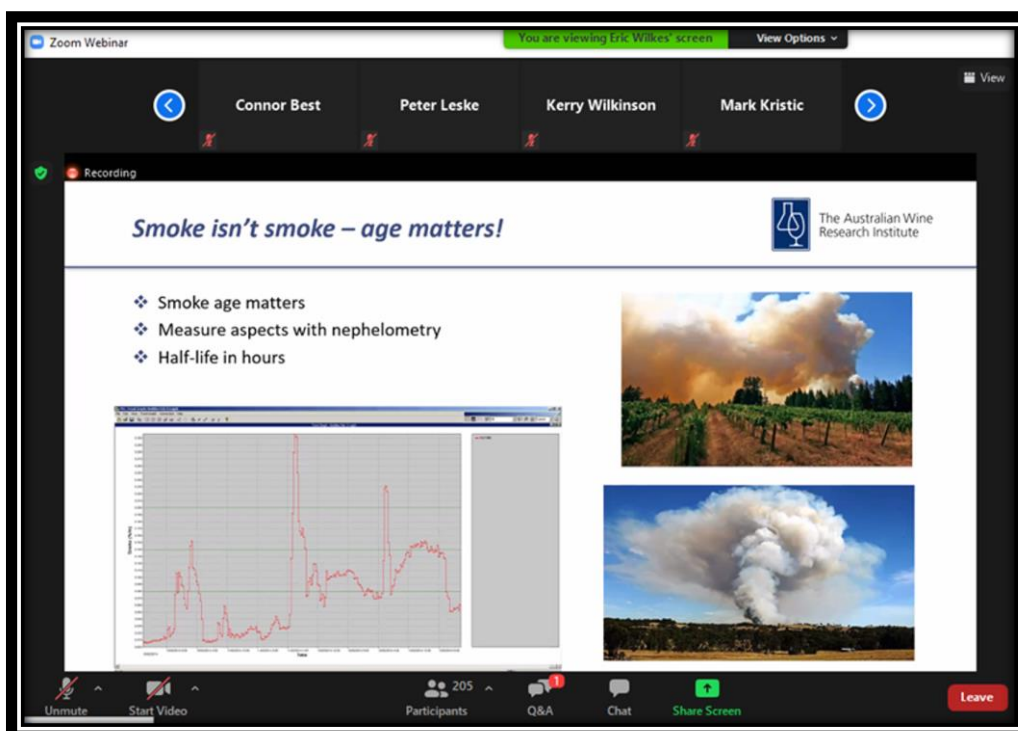 Zoom Webinar
You are viewing Eric Wilkes' screen
View Options
View
Connor Best
Peter Leske
Kerry Wilkinson
Mark Kristic
Recording
Smoke isn't smoke – age matters!
The Australian Wine
Research Institute
Smoke age matters
Measure aspects with nephelometry
Half-life in hours
Time
Unmute
Start Video
205
Participants
1
Q&A
Chat
Share Screen
Leave